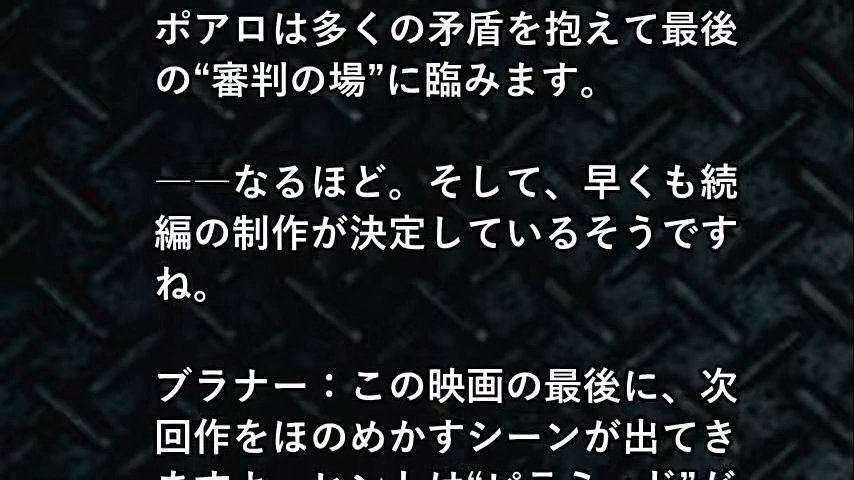 ポアロは多くの矛盾を抱えて最後
の“審判の場”に臨みます。
――なるほど。そして、早くも続
編の制作が決定しているそうです
ね。
ブラナー：この映画の最後に、次
回作をほのめかすシーンが出てき